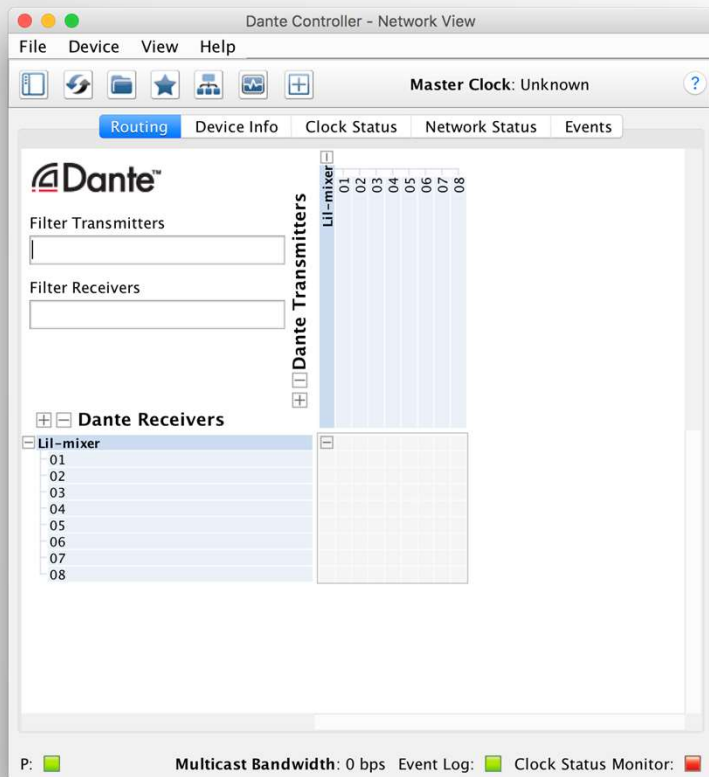 Dante Controller - Network View
File Device View Help
Master Clock: Unknown ?
Routing Device Info Clock Status Network Status Events
Dante™
Filter Transmitters
Filter Receivers
Dante Transmitters
Lil-mixer
01
02
03
04
05
06
07
08
Dante Receivers
Lil-mixer
01
02
03
04
05
06
07
08
P: Multicast Bandwidth: 0 bps Event Log: Clock Status Monitor: